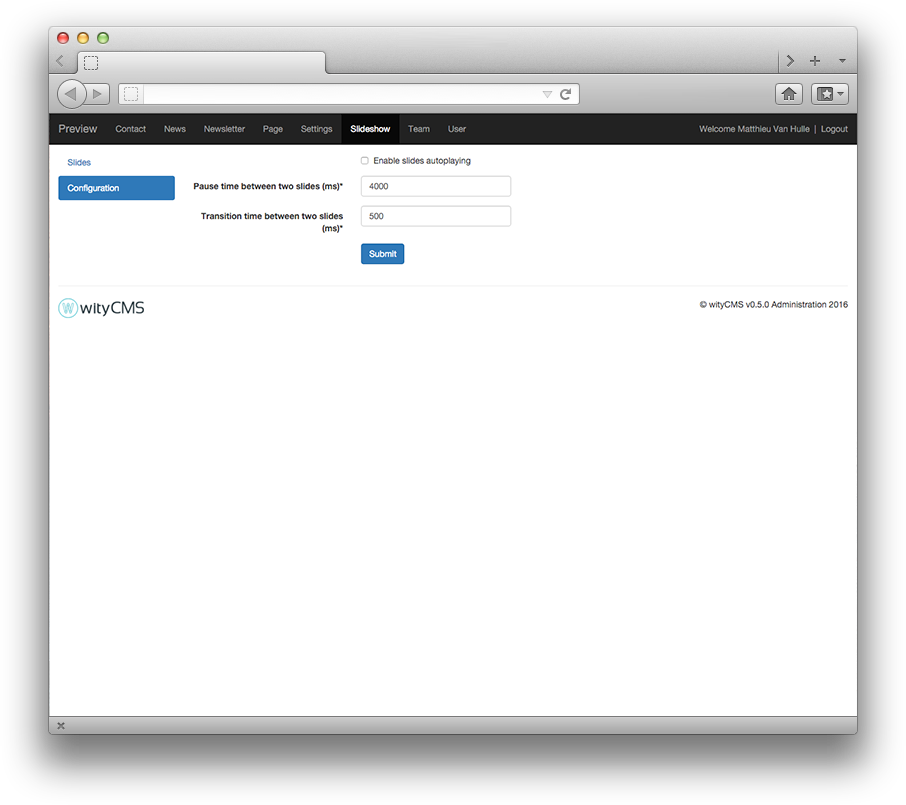 Preview Contact News Newsletter Page Settings Slideshow Team User Welcome Matthieu Van Hulle | Logout
Slides
Configuration
Enable slides autoplaying
Pause time between two slides (ms)* 4000
Transition time between two slides
(ms)*
500
Submit
W wityCMS
© wityCMS v0.5.0 Administration 2016